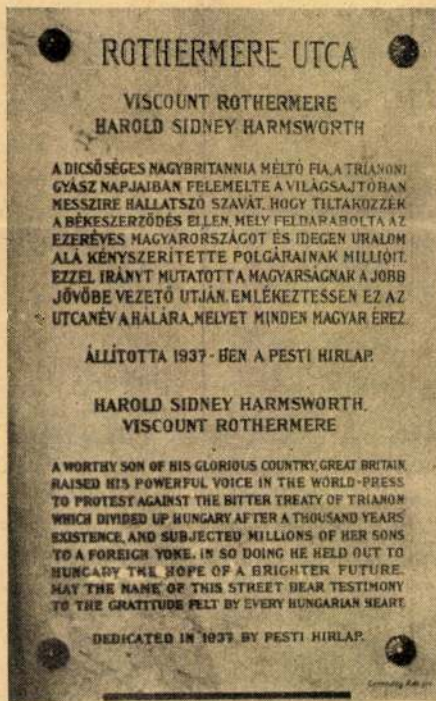 ROTHERMERE UTCA
VISCOUNT ROTHERMERE
HAROLD SIDNEY HARMSWORTH
A DICSŐSÉGES NAGYBRITANNIA MÉLTÓ FIA, A TRIANONI
GYÁSZ NAPJAIBAN FELEMELTE A VILÁGSAJTÓBAN
MESSZIRE HALLATSZÓ SZAVÁT, HOGY TILTAKOZZÉK
A BÉKESZERZŐDÉS ELLEN, MELY FELDARABOLTA AZ
EZERÉVES MAGYARORSZÁGOT ÉS IDEGEN URALOM
ALÁ KÉNYSZERÍTETTE POLGÁRAINAK MILLIÓIT.
EZZEL IRÁNYT MUTATOTT A MAGYARSÁGNAK A JOBB
JÖVŐBE VEZETŐ UTJÁN. EMLÉKEZTESSEN EZ AZ
UTCANÉV A HÁLÁRA, MELYET MINDEN MAGYAR ÉREZ.
ÁLLÍTOTTA 1937-BEN A PESTI HIRLAP.
HAROLD SIDNEY HARMSWORTH,
VISCOUNT ROTHERMERE
A WORTHY SON OF HIS GLORIOUS COUNTRY, GREAT BRITAIN,
RAISED HIS POWERFUL VOICE IN THE WORLD-PRESS
TO PROTEST AGAINST THE BITTER TREATY OF TRIANON
WHICH DIVIDED UP HUNGARY AFTER A THOUSAND YEARS'
EXISTENCE, AND SUBJECTED MILLIONS OF HER SONS
TO A FOREIGN YOKE. IN SO DOING HE HELD OUT TO
HUNGARY THE HOPE OF A BRIGHTER FUTURE.
MAY THE NAME OF THIS STREET BEAR TESTIMONY
TO THE GRATITUDE FELT BY EVERY HUNGARIAN HEART.
DEDICATED IN 1937 BY PESTI HIRLAP.